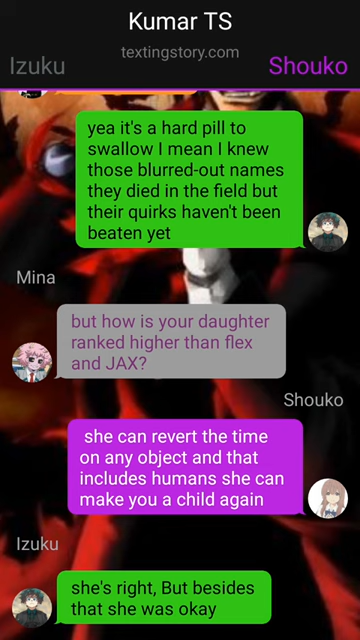 Kumar TS
textingstory.com
Izuku
Shouko
yea it's a hard pill to
swallow I mean I knew
those blurred-out names
they died in the field but
their quirks haven't been
beaten yet
Mina
but how is your daughter
ranked higher than flex
and JAX?
Shouko
she can revert the time
on any object and that
includes humans she can
make you a child again
Izuku
she's right, But besides
that she was okay